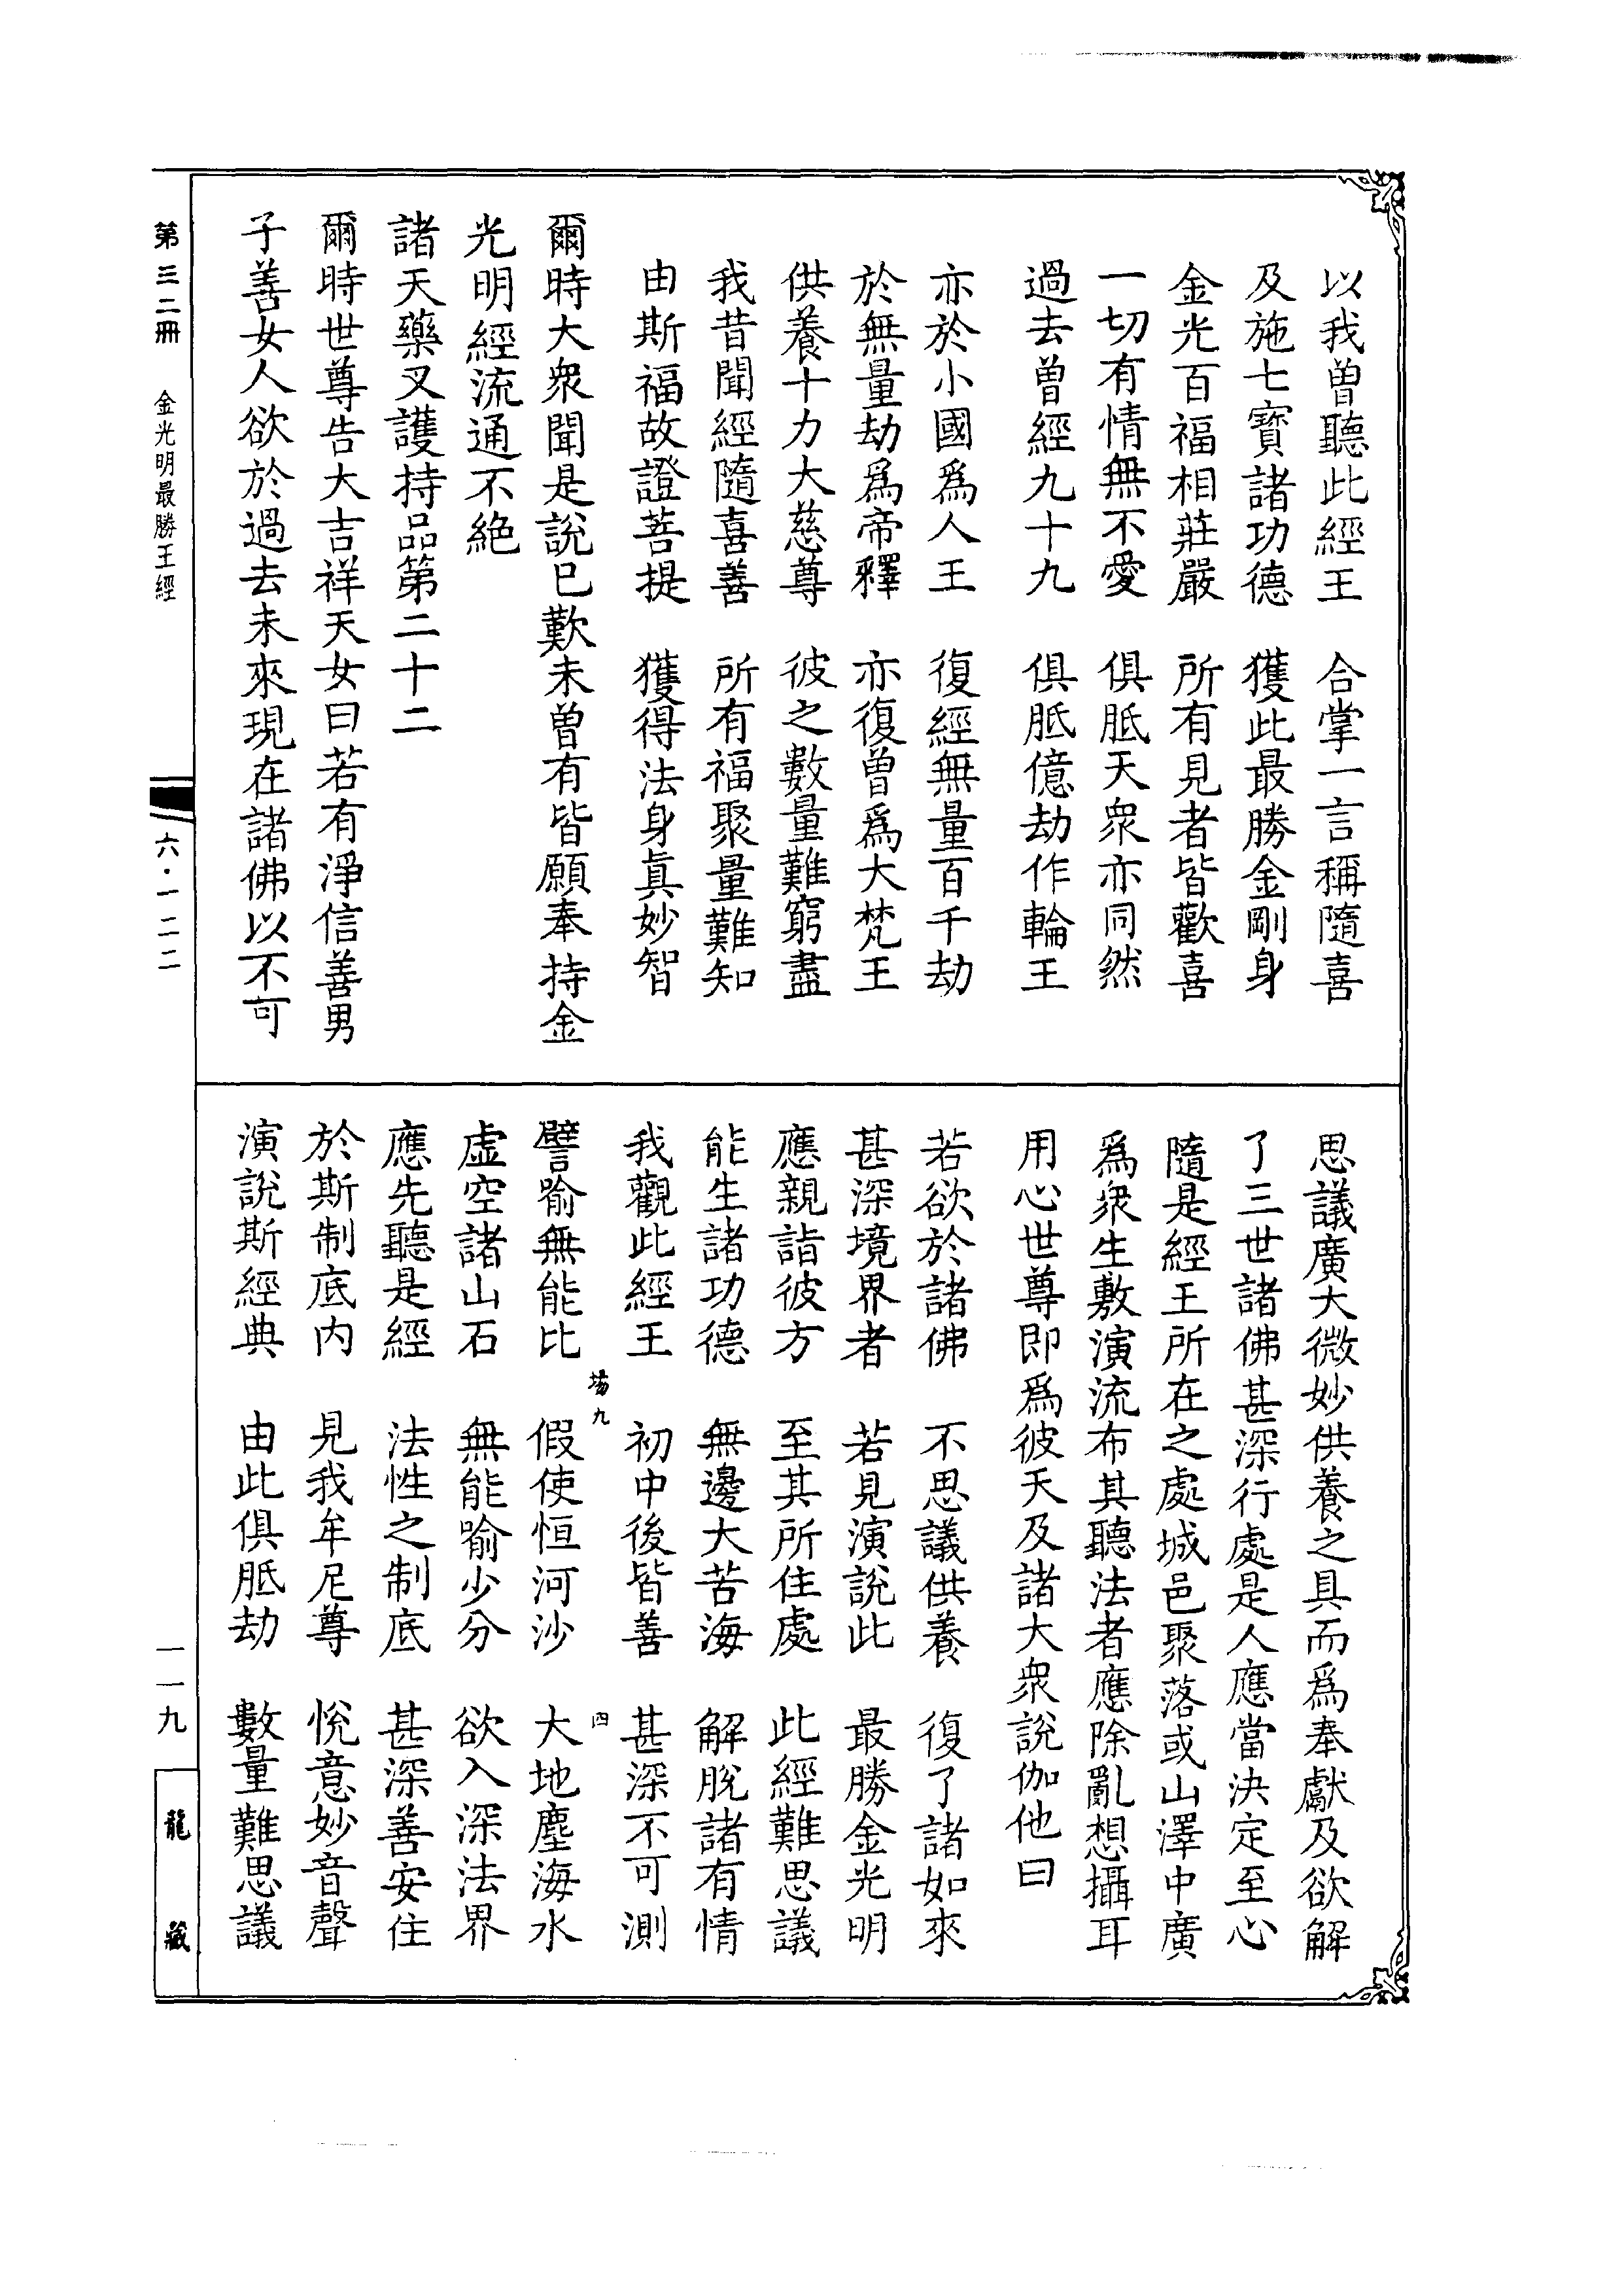 以我曾聽此經王　合掌一言稱隨喜
及施七寳諸功德　獲此最勝金剛身
金光百福相莊嚴　所有見者皆歡喜
一切有情無不愛　俱胝天衆亦同然
過去曾經九十九　俱胝億劫作輪王
亦於小國爲人王　復經無量百千劫
於無量劫爲帝釋　亦復曾爲大梵王
供養十力大慈尊　彼之數量難窮盡
我昔聞經隨喜善　所有福聚量難知
由斯福故證菩提　獲得法身真妙智
爾時大衆聞是說已歎未曾有皆願奉持金
光明經流通不絶
諸天藥叉護持品第二十二
爾時世尊告大吉祥天女曰若有淨信善男
子善女人欲於過去未來現在諸佛以不可
思議廣大微妙供養之具而爲奉獻及欲解
了三世諸佛甚深行處是人應當決定至心
隨是經王所在之處城邑聚落或山澤中廣
爲衆生敷演流布其聽法者應除亂想攝耳
用心世尊即爲彼天及諸大衆說伽他曰
若欲於諸佛　不思議供養　復了諸如來
甚深境界者　若見演說此　最勝金光明
應親詣彼方　至其所住處　此經難思議
能生諸功德　無邊大苦海　解脫諸有情
我觀此經王　初中後皆善　甚深不可測
場九　四
譬喻無能比　假使恒河沙　大地塵海水
虛空諸山石　無能喻少分　欲入深法界
應先聽是經　法性之制底　甚深善安住
於斯制底內　見我牟尼尊　悅意妙音聲
演說斯經典　由此俱胝劫　數量難思議
第三二冊　金光明最勝王經
六·一二二
一一九
龍藏